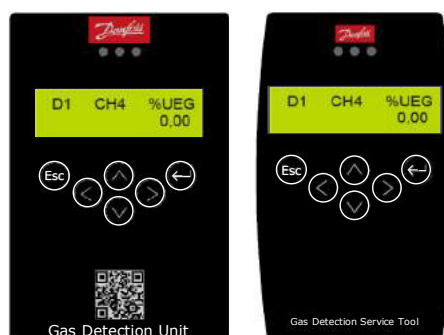 Danfoss
D1 CH4 %UEG
0,00
Esc
Gas Detection Unit
Danfoss
D1 CH4 %UEG
0,00
Esc
Gas Detection Service Tool